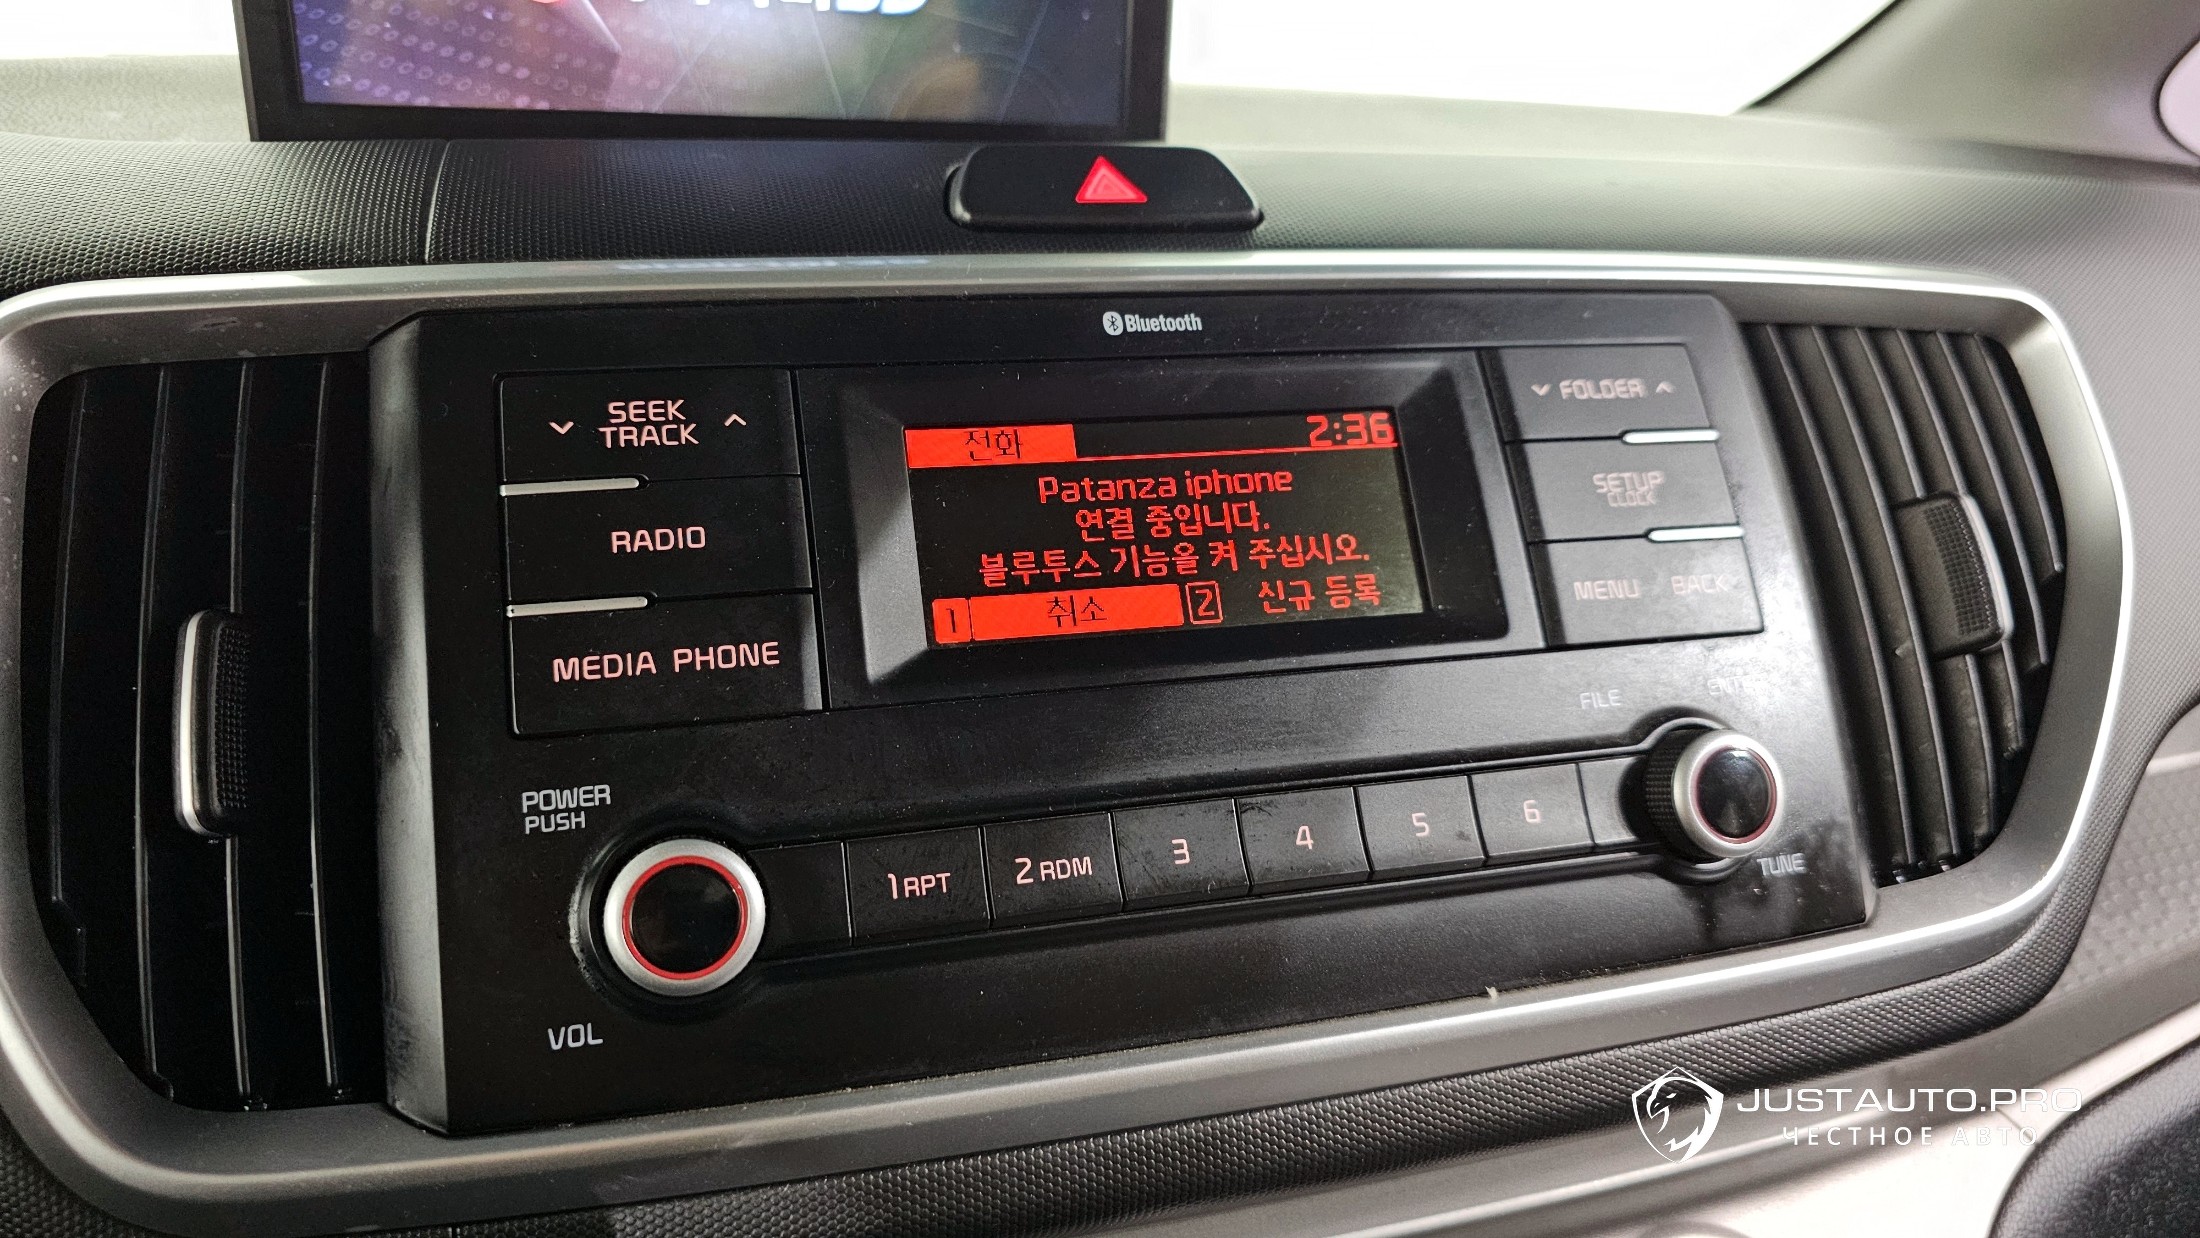 Bluetooth
SEEK
TRACK
RADIO
MEDIA PHONE
전화 2:36
Patanza iphone
연결 중입니다.
블루투스 기능을 켜 주십시오.
1 취소 2 신규 등록
FOLDER
SETUP
CLOCK
MENU BACK
FILE
TUNE
POWER
PUSH
VOL
1 RPT
2 RDM
3
4
5
6
JUSTAUTO.PRO
ЧЕСТНОЕ АВТО